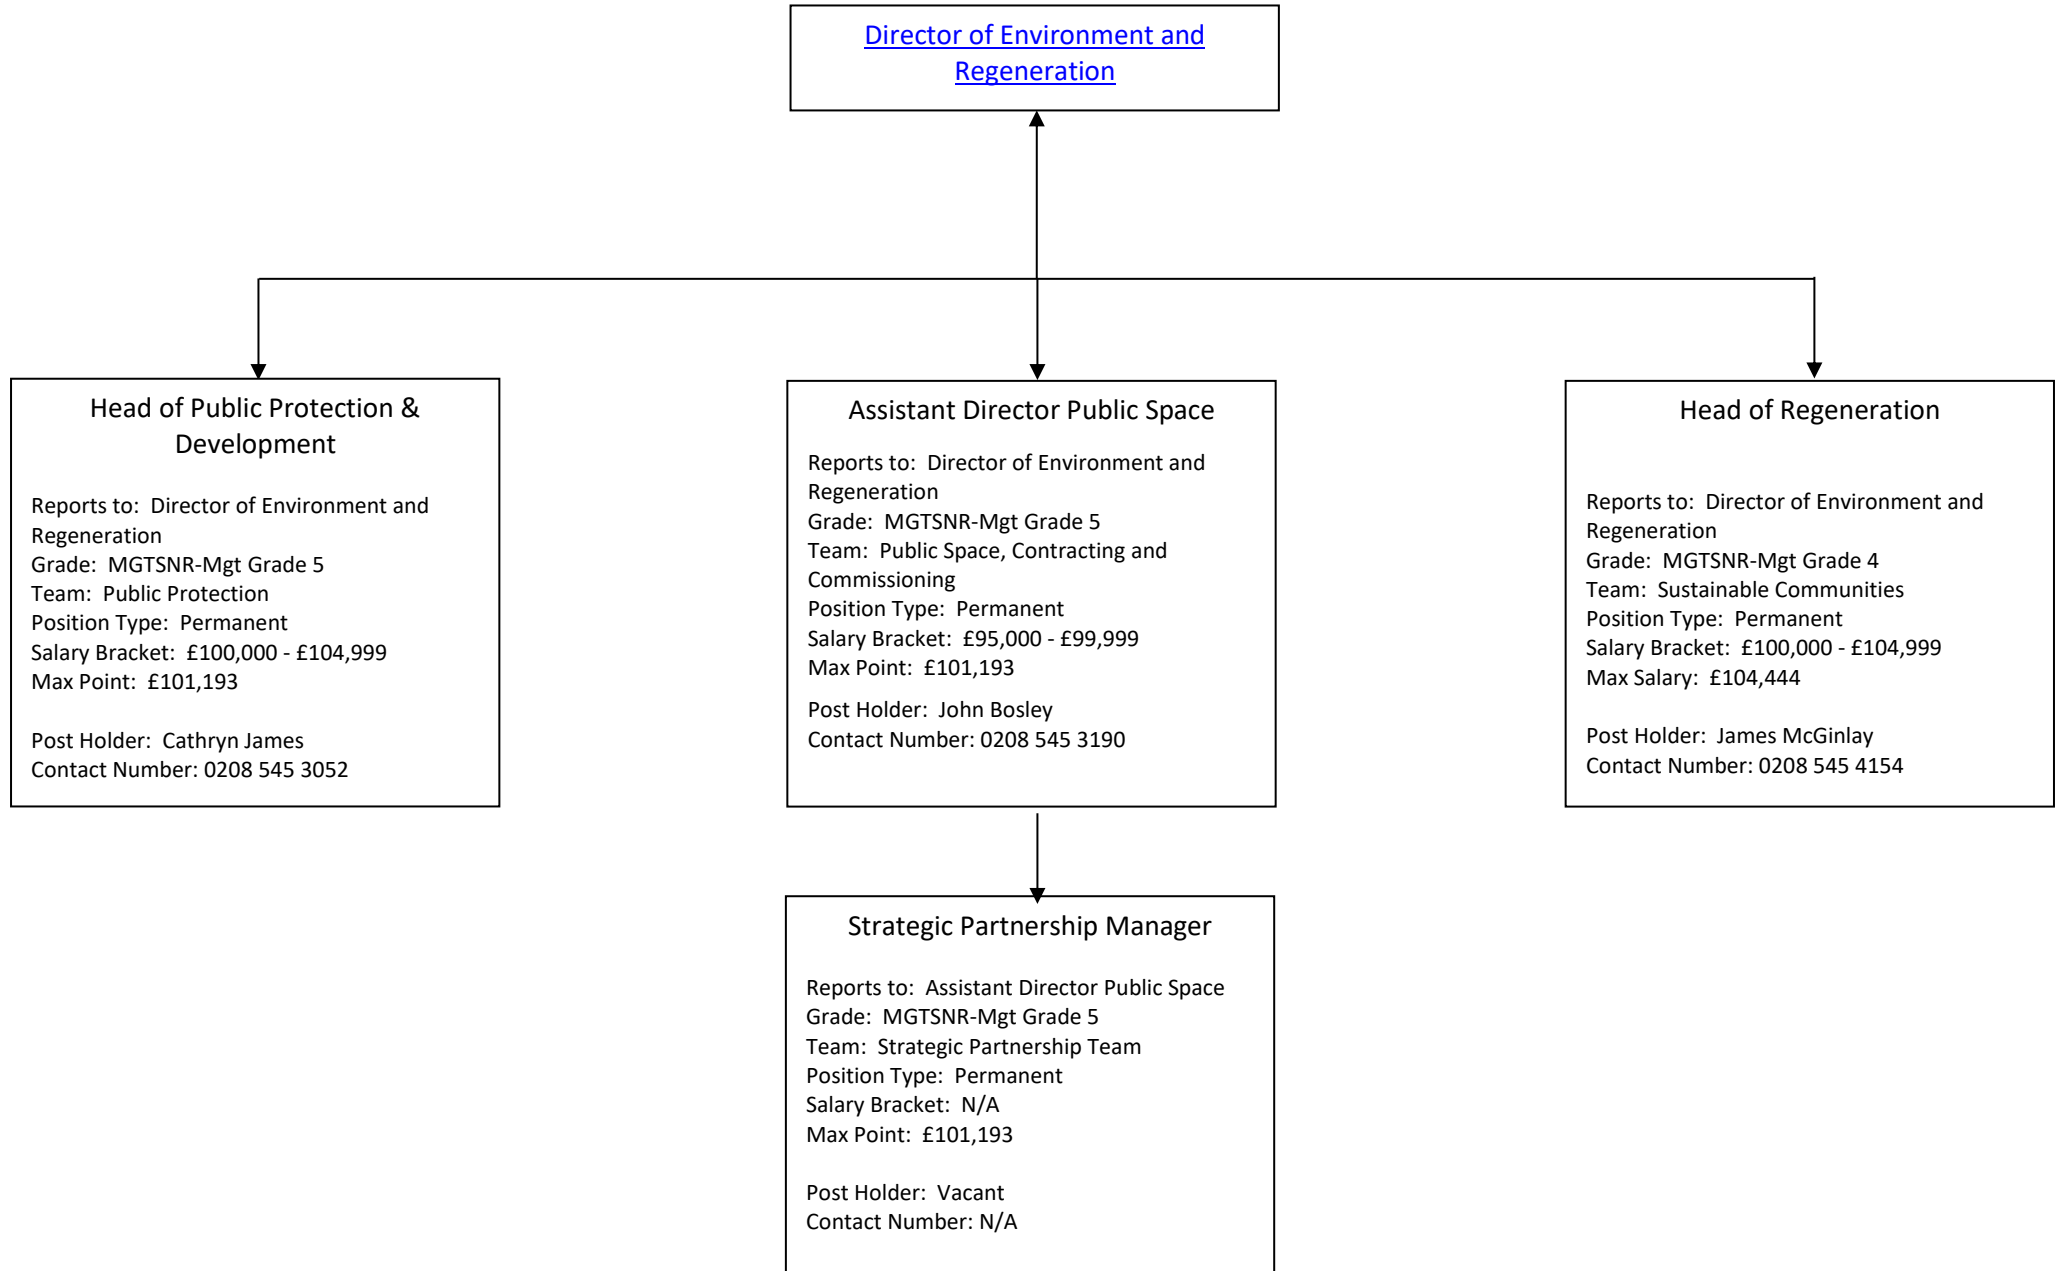 Director of Environment and
Regeneration
Head of Public Protection &
Development
Reports to:  Director of Environment and
Regeneration
Grade:  MGTSNR-Mgt Grade 5
Team:  Public Protection
Position Type:  Permanent
Salary Bracket:  £100,000 - £104,999
Max Point:  £101,193
Post Holder:  Cathryn James
Contact Number: 0208 545 3052
Assistant Director Public Space
Reports to:  Director of Environment and
Regeneration
Grade:  MGTSNR-Mgt Grade 5
Team:  Public Space, Contracting and
Commissioning
Position Type:  Permanent
Salary Bracket:  £95,000 - £99,999
Max Point:  £101,193
Post Holder:  John Bosley
Contact Number: 0208 545 3190
Head of Regeneration
Reports to:  Director of Environment and
Regeneration
Grade:  MGTSNR-Mgt Grade 4
Team:  Sustainable Communities
Position Type:  Permanent
Salary Bracket:  £100,000 - £104,999
Max Salary:  £104,444
Post Holder:  James McGinlay
Contact Number: 0208 545 4154
Strategic Partnership Manager
Reports to:  Assistant Director Public Space
Grade:  MGTSNR-Mgt Grade 5
Team:  Strategic Partnership Team
Position Type:  Permanent
Salary Bracket:  N/A
Max Point:  £101,193
Post Holder:  Vacant
Contact Number: N/A